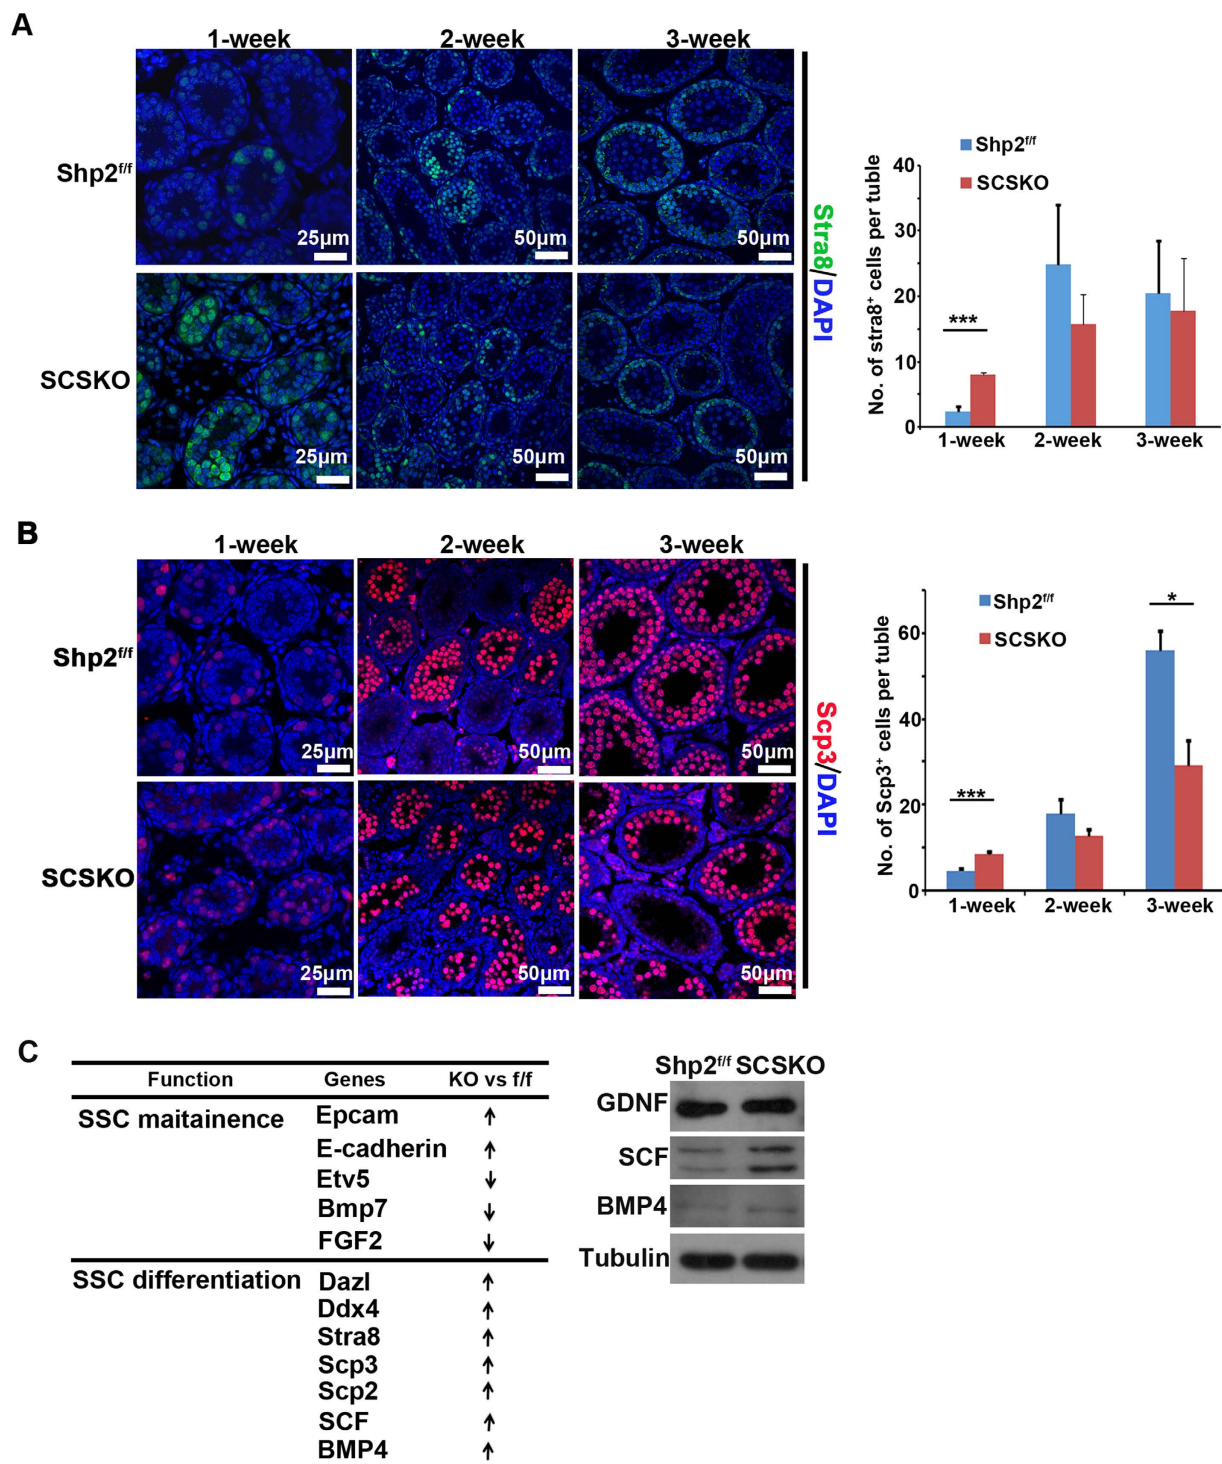 A
1-week 2-week 3-week
Shp2f/f
25µm 50µm 50µm
SCSKO
25µm 50µm 50µm
Stra8/DAPI
No. of stra8+ cells per tuble
Shp2f/f
SCSKO
40
30
20
10
0
***
1-week 2-week 3-week
B
1-week 2-week 3-week
Shp2f/f
25µm 50µm 50µm
SCSKO
25µm 50µm 50µm
Scp3/DAPI
No. of Scp3+ cells per tuble
Shp2f/f
SCSKO
60
40
20
0
***
*
1-week 2-week 3-week
C
Function Genes KO vs f/f
SSC maitainence Epcam ↑
E-cadherin ↑
Etv5 ↓
Bmp7 ↓
FGF2 ↓
SSC differentiation Dazl ↑
Ddx4 ↑
Stra8 ↑
Scp3 ↑
Scp2 ↑
SCF ↑
BMP4 ↑
Shp2f/f SCSKO
GDNF
SCF
BMP4
Tubulin